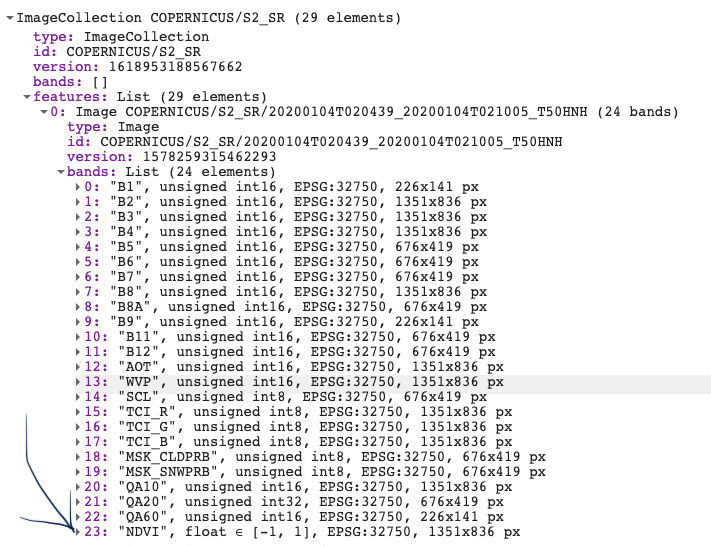 ImageCollection COPERNICUS/S2_SR (29 elements)
type: ImageCollection
id: COPERNICUS/S2_SR
version: 1618953188567662
bands: []
features: List (29 elements)
0: Image COPERNICUS/S2_SR/20200104T020439_20200104T021005_T50HNH (24 bands)
type: Image
id: COPERNICUS/S2_SR/20200104T020439_20200104T021005_T50HNH
version: 1578259315462293
bands: List (24 elements)
0: "B1", unsigned int16, EPSG:32750, 226x141 px
1: "B2", unsigned int16, EPSG:32750, 1351x836 px
2: "B3", unsigned int16, EPSG:32750, 1351x836 px
3: "B4", unsigned int16, EPSG:32750, 1351x836 px
4: "B5", unsigned int16, EPSG:32750, 676x419 px
5: "B6", unsigned int16, EPSG:32750, 676x419 px
6: "B7", unsigned int16, EPSG:32750, 676x419 px
7: "B8", unsigned int16, EPSG:32750, 1351x836 px
8: "B8A", unsigned int16, EPSG:32750, 676x419 px
9: "B9", unsigned int16, EPSG:32750, 226x141 px
10: "B11", unsigned int16, EPSG:32750, 676x419 px
11: "B12", unsigned int16, EPSG:32750, 676x419 px
12: "AOT", unsigned int16, EPSG:32750, 1351x836 px
13: "WVP", unsigned int16, EPSG:32750, 1351x836 px
14: "SCL", unsigned int8, EPSG:32750, 676x419 px
15: "TCI_R", unsigned int8, EPSG:32750, 1351x836 px
16: "TCI_G", unsigned int8, EPSG:32750, 1351x836 px
17: "TCI_B", unsigned int8, EPSG:32750, 1351x836 px
18: "MSK_CLDPRB", unsigned int8, EPSG:32750, 676x419 px
19: "MSK_SNWPRB", unsigned int8, EPSG:32750, 676x419 px
20: "QA10", unsigned int16, EPSG:32750, 1351x836 px
21: "QA20", unsigned int32, EPSG:32750, 676x419 px
22: "QA60", unsigned int16, EPSG:32750, 226x141 px
23: "NDVI", float ∈ [-1, 1], EPSG:32750, 1351x836 px